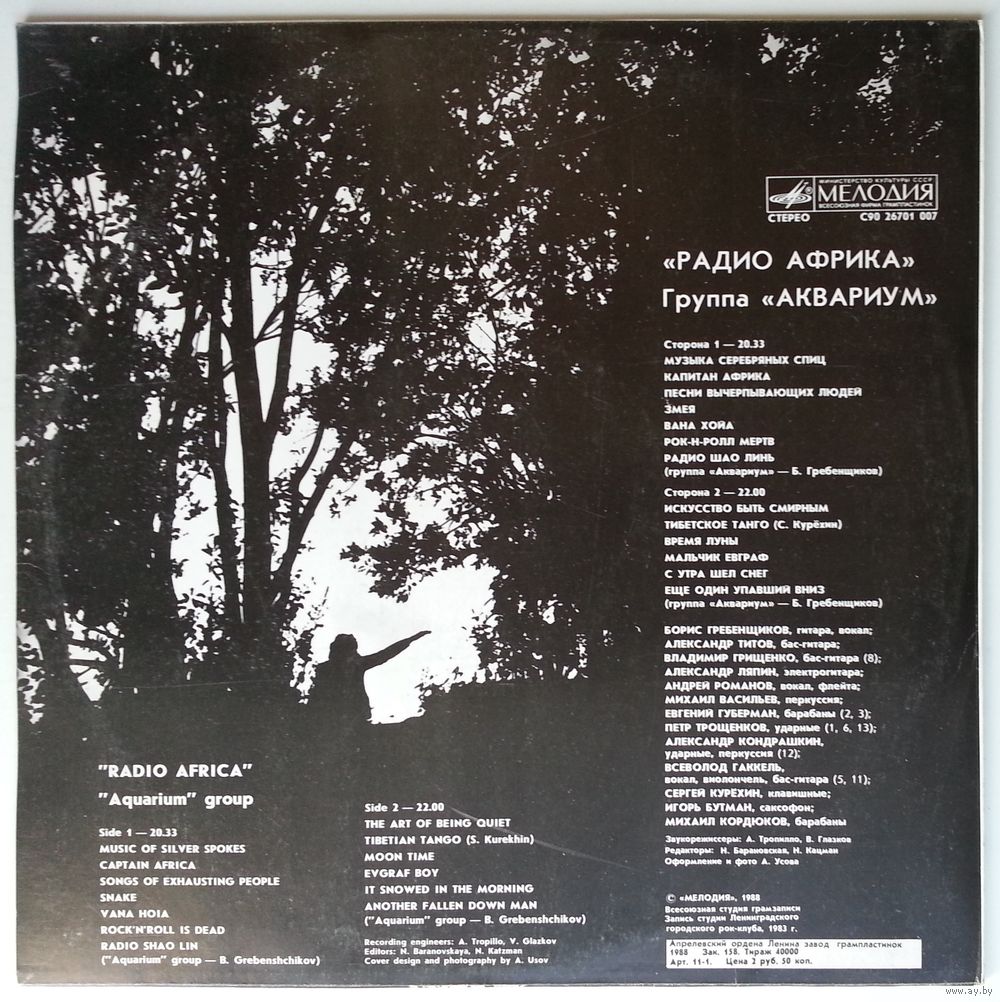 МИНИСТЕРСТВО КУЛЬТУРЫ СССР
МЕЛОДИЯ
ВСЕСОЮЗНАЯ ФИРМА ГРАМПЛАСТИНОК
СТЕРЕО
С90 26701 007
«РАДИО АФРИКА»
Группа «АКВАРИУМ»
Сторона 1 — 20.33
МУЗЫКА СЕРЕБРЯНЫХ СПИЦ
КАПИТАН АФРИКА
ПЕСНИ ВЫЧЕРПЫВАЮЩИХ ЛЮДЕЙ
ЗМЕЯ
ВАНА ХОЙА
РОК-Н-РОЛЛ МЕРТВ
РАДИО ШАО ЛИНЬ
(группа «Аквариум» — Б. Гребенщиков)
Сторона 2 — 22.00
ИСКУССТВО БЫТЬ СМИРНЫМ
ТИБЕТСКОЕ ТАНГО (С. Курёхин)
ВРЕМЯ ЛУНЫ
МАЛЬЧИК ЕВГРАФ
С УТРА ШЕЛ СНЕГ
ЕЩЕ ОДИН УПАВШИЙ ВНИЗ
(группа «Аквариум» — Б. Гребенщиков)
БОРИС ГРЕБЕНЩИКОВ, гитара, вокал;
АЛЕКСАНДР ТИТОВ, бас-гитара;
ВЛАДИМИР ГРИЩЕНКО, бас-гитара (8);
АЛЕКСАНДР ЛЯПИН, электрогитара;
АНДРЕЙ РОМАНОВ, вокал, флейта;
МИХАИЛ ВАСИЛЬЕВ, перкуссия;
ЕВГЕНИЙ ГУБЕРМАН, барабаны (2, 3);
ПЕТР ТРОЩЕНКОВ, ударные (1, 6, 13);
АЛЕКСАНДР КОНДРАШКИН,
ударные, перкуссия (12);
ВСЕВОЛОД ГАККЕЛЬ,
вокал, виолончель, бас-гитара (5, 11);
СЕРГЕЙ КУРЕХИН, клавишные;
ИГОРЬ БУТМАН, саксофон;
МИХАИЛ КОРДЮКОВ, барабаны
Звукорежиссеры: А. Тропилло, В. Глазков
Редакторы: Н. Барановская, Н. Кацман
Оформление и фото А. Усова
© «МЕЛОДИЯ», 1988
Всесоюзная студия грамзаписи
Запись студии Ленинградского
городского рок-клуба, 1983 г.
Апрелевский ордена Ленина завод грампластинок
1988 Зак. 158. Тираж 40000
Арт. 11-1. Цена 2 руб. 50 коп.
"RADIO AFRICA"
"Aquarium" group
Side 1 — 20.33
MUSIC OF SILVER SPOKES
CAPTAIN AFRICA
SONGS OF EXHAUSTING PEOPLE
SNAKE
VANA HOIA
ROCK'N'ROLL IS DEAD
RADIO SHAO LIN
("Aquarium" group — B. Grebenshchikov)
Side 2 — 22.00
THE ART OF BEING QUIET
TIBETIAN TANGO (S. Kurekhin)
MOON TIME
EVGRAF BOY
IT SNOWED IN THE MORNING
ANOTHER FALLEN DOWN MAN
("Aquarium" group — B. Grebenshchikov)
Recording engineers: A. Tropillo, V. Glazkov
Editors: N. Baranovskaya, N. Katzman
Cover design and photography by A. Usov
www.ay.by